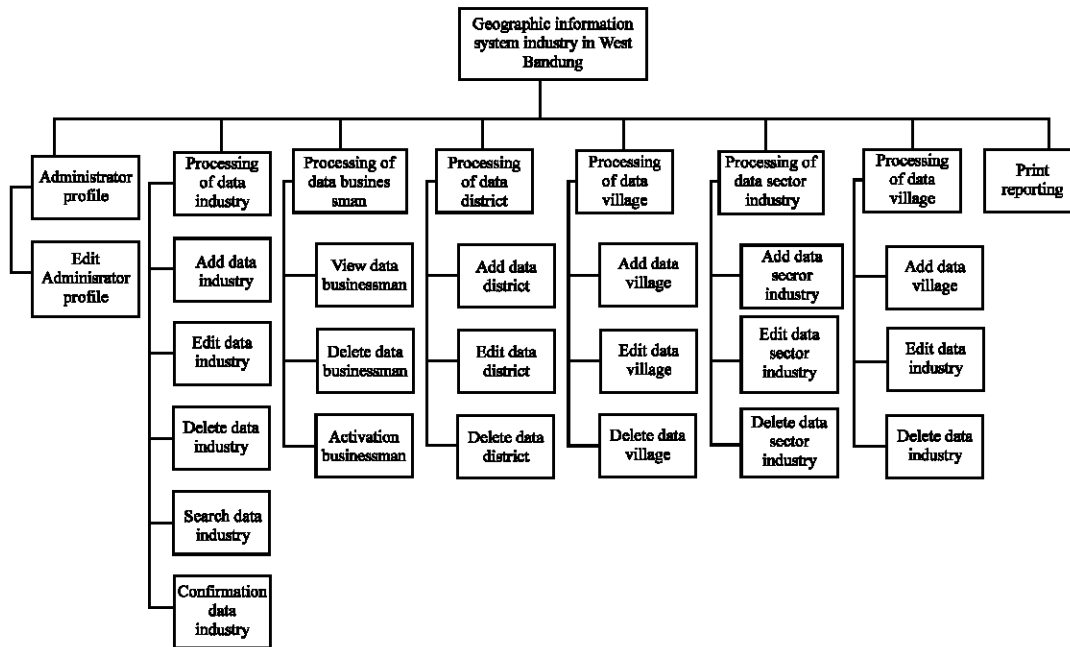 Geographic information
system industry in West
Bandung
Administrator
profile
Edit
Adminisrator
profile
Processing
of data
industry
Add data
industry
Edit data
industry
Delete data
industry
Search data
industry
Confirmation
data
industry
Processing of
data busines
sman
View data
businessman
Delete data
businessman
Activation
businessman
Processing
of data
district
Add data
district
Edit data
district
Delete data
district
Processing
of data
village
Add data
village
Edit data
village
Delete data
village
Processing of
data sector
industry
Add data
secror
industry
Edit data
sector
industry
Delete data
sector
industry
Processing
of data
village
Add data
village
Edit data
industry
Delete data
industry
Print
reporting